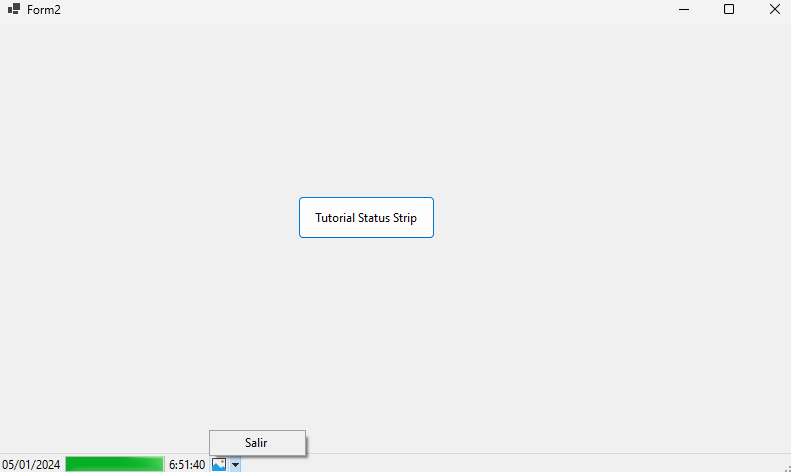 Form2
Tutorial Status Strip
Salir
05/01/2024 6:51:40